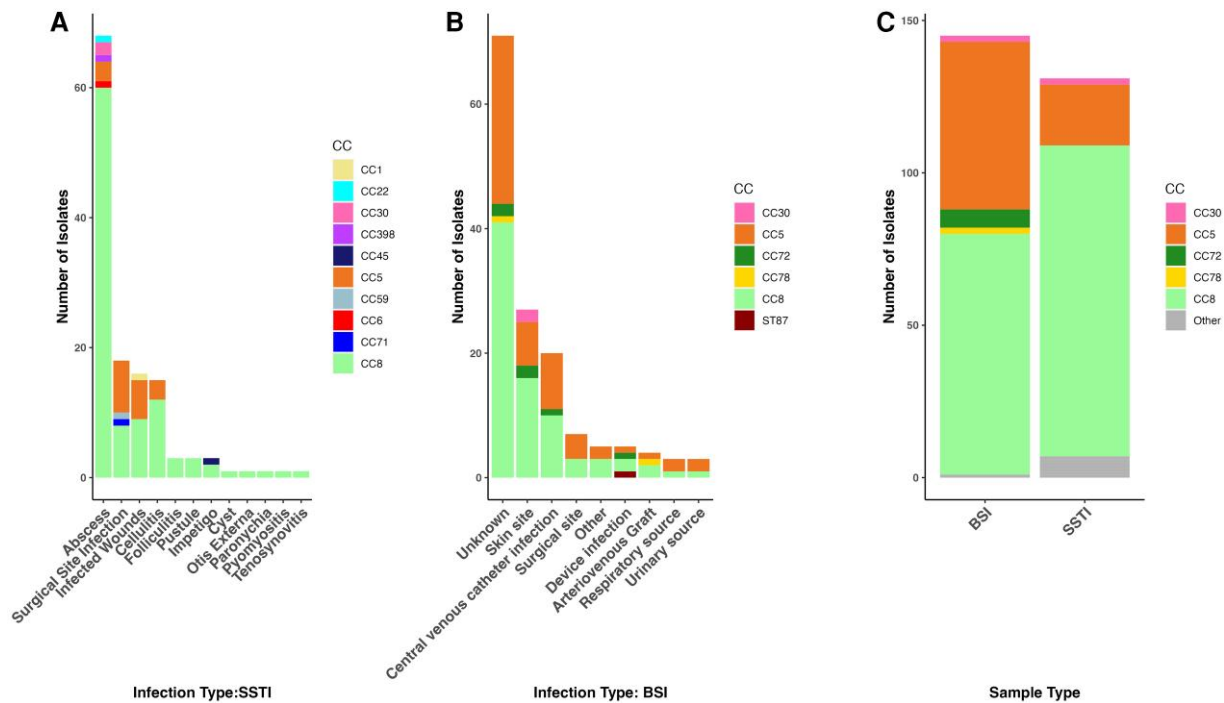 A
Number of Isolates
60
40
20
0
Abscess
Surgical Site Infection
Infected Wounds
Cellulitis
Folliculitis
Pustule
Impetigo
Cyst
Otis Externa
Paronychia
Pyomyositis
Tenosynovitis
Infection Type:SSTI
CC
CC1
CC22
CC30
CC398
CC45
CC5
CC59
CC6
CC71
CC8
B
Number of Isolates
60
40
20
0
Unknown
Skin site
Central venous catheter infection
Surgical site
Other
Device infection
Arteriovenous Graft
Respiratory source
Urinary source
Infection Type: BSI
CC
CC30
CC5
CC72
CC78
CC8
ST87
C
Number of Isolates
150
100
50
0
BSI
SSTI
Sample Type
CC
CC30
CC5
CC72
CC78
CC8
Other